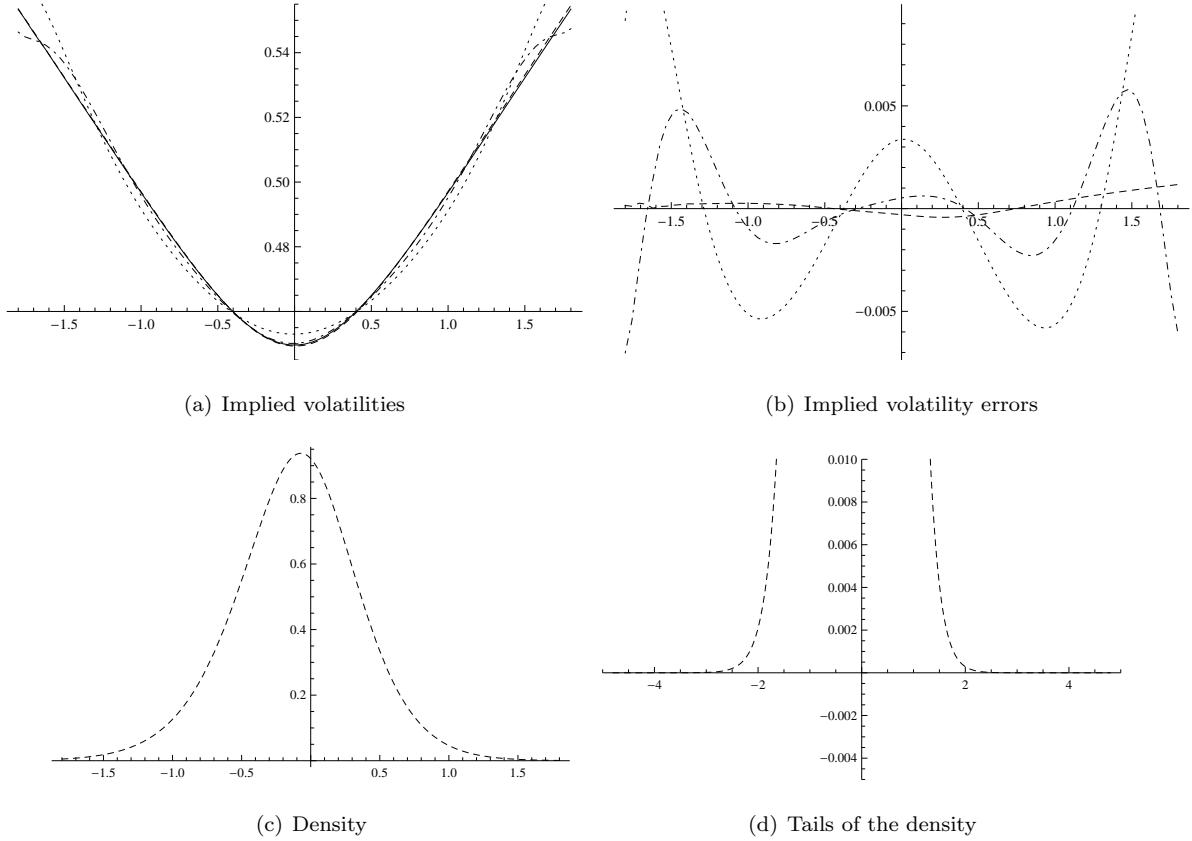 0.54
0.52
0.50
0.48
−1.5 −1.0 −0.5 0.5 1.0 1.5
(a) Implied volatilities
0.005
−1.5 −1.0 −0.5 0.5 1.0 1.5
−0.005
(b) Implied volatility errors
0.8
0.6
0.4
0.2
−1.5 −1.0 −0.5 0.5 1.0 1.5
(c) Density
0.010
0.008
0.006
0.004
0.002
−4 −2 2 4
−0.002
−0.004
(d) Tails of the density